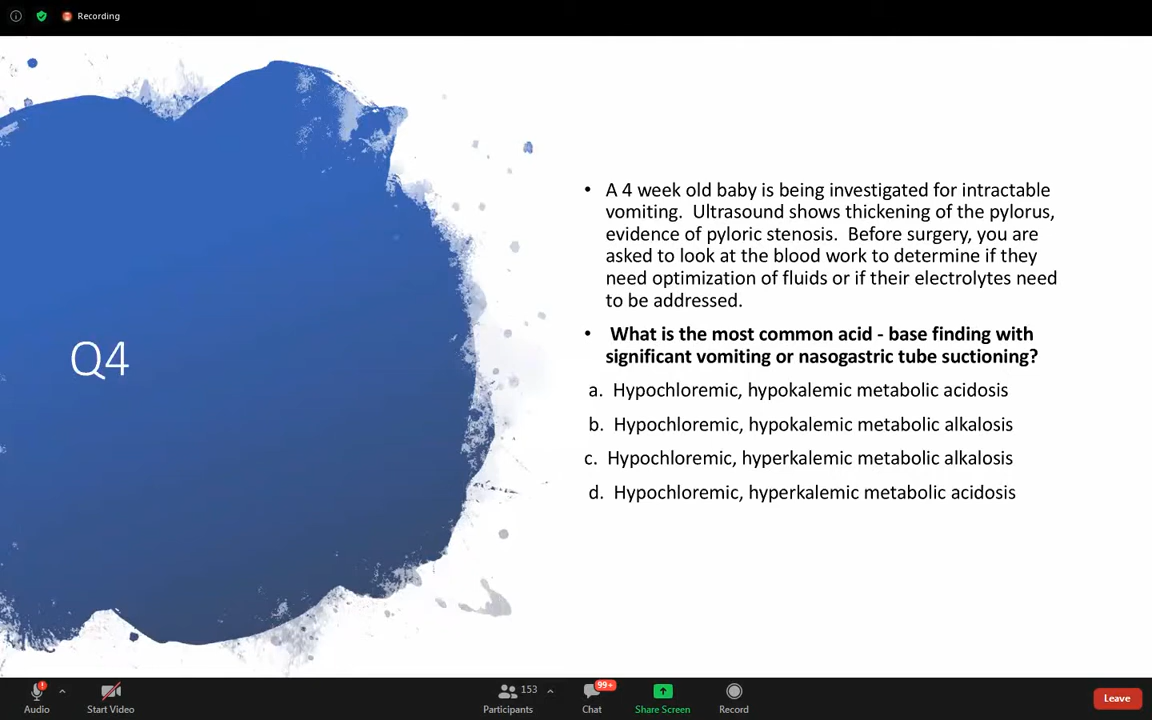 Recording
Q4
• A 4 week old baby is being investigated for intractable
vomiting.  Ultrasound shows thickening of the pylorus,
evidence of pyloric stenosis.  Before surgery, you are
asked to look at the blood work to determine if they
need optimization of fluids or if their electrolytes need
to be addressed.
• What is the most common acid - base finding with
significant vomiting or nasogastric tube suctioning?
a. Hypochloremic, hypokalemic metabolic acidosis
b. Hypochloremic, hypokalemic metabolic alkalosis
c. Hypochloremic, hyperkalemic metabolic alkalosis
d. Hypochloremic, hyperkalemic metabolic acidosis
153
99+
Audio
Start Video
Participants
Chat
Share Screen
Record
Leave